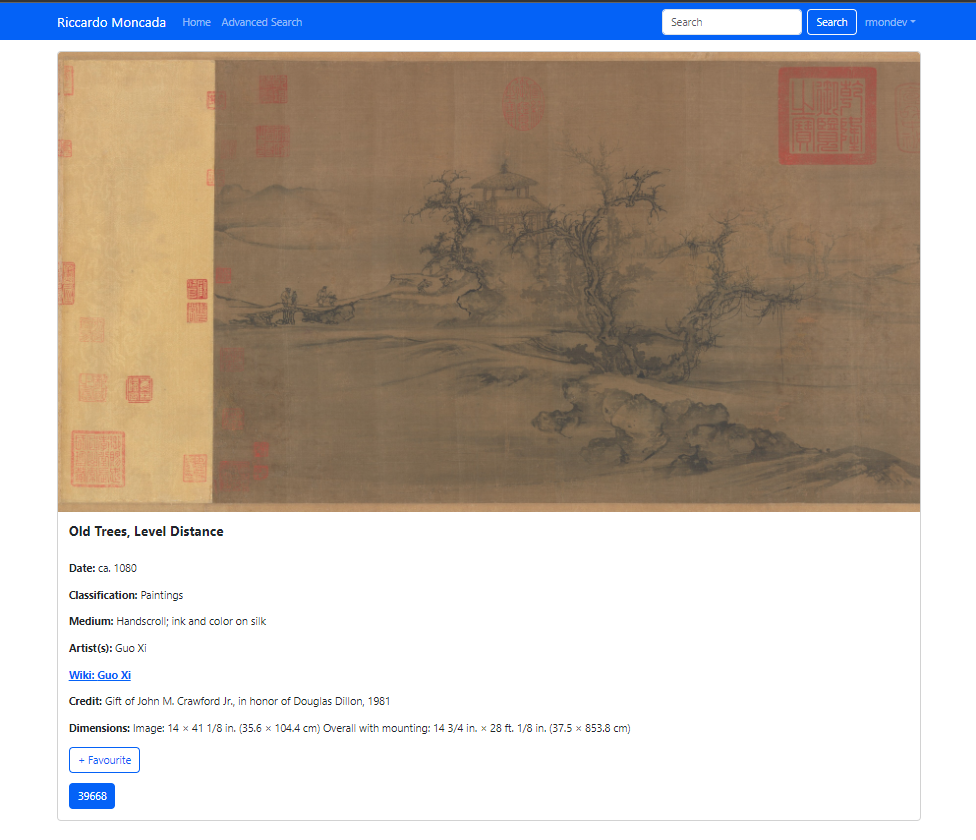 Riccardo Moncada Home Advanced Search Search Search rmondev
Old Trees, Level Distance
Date: ca. 1080
Classification: Paintings
Medium: Handscroll; ink and color on silk
Artist(s): Guo Xi
Wiki: Guo Xi
Credit: Gift of John M. Crawford Jr., in honor of Douglas Dillon, 1981
Dimensions: Image: 14 × 41 1/8 in. (35.6 × 104.4 cm) Overall with mounting: 14 3/4 in. × 28 ft. 1/8 in. (37.5 × 853.8 cm)
+ Favourite
39668